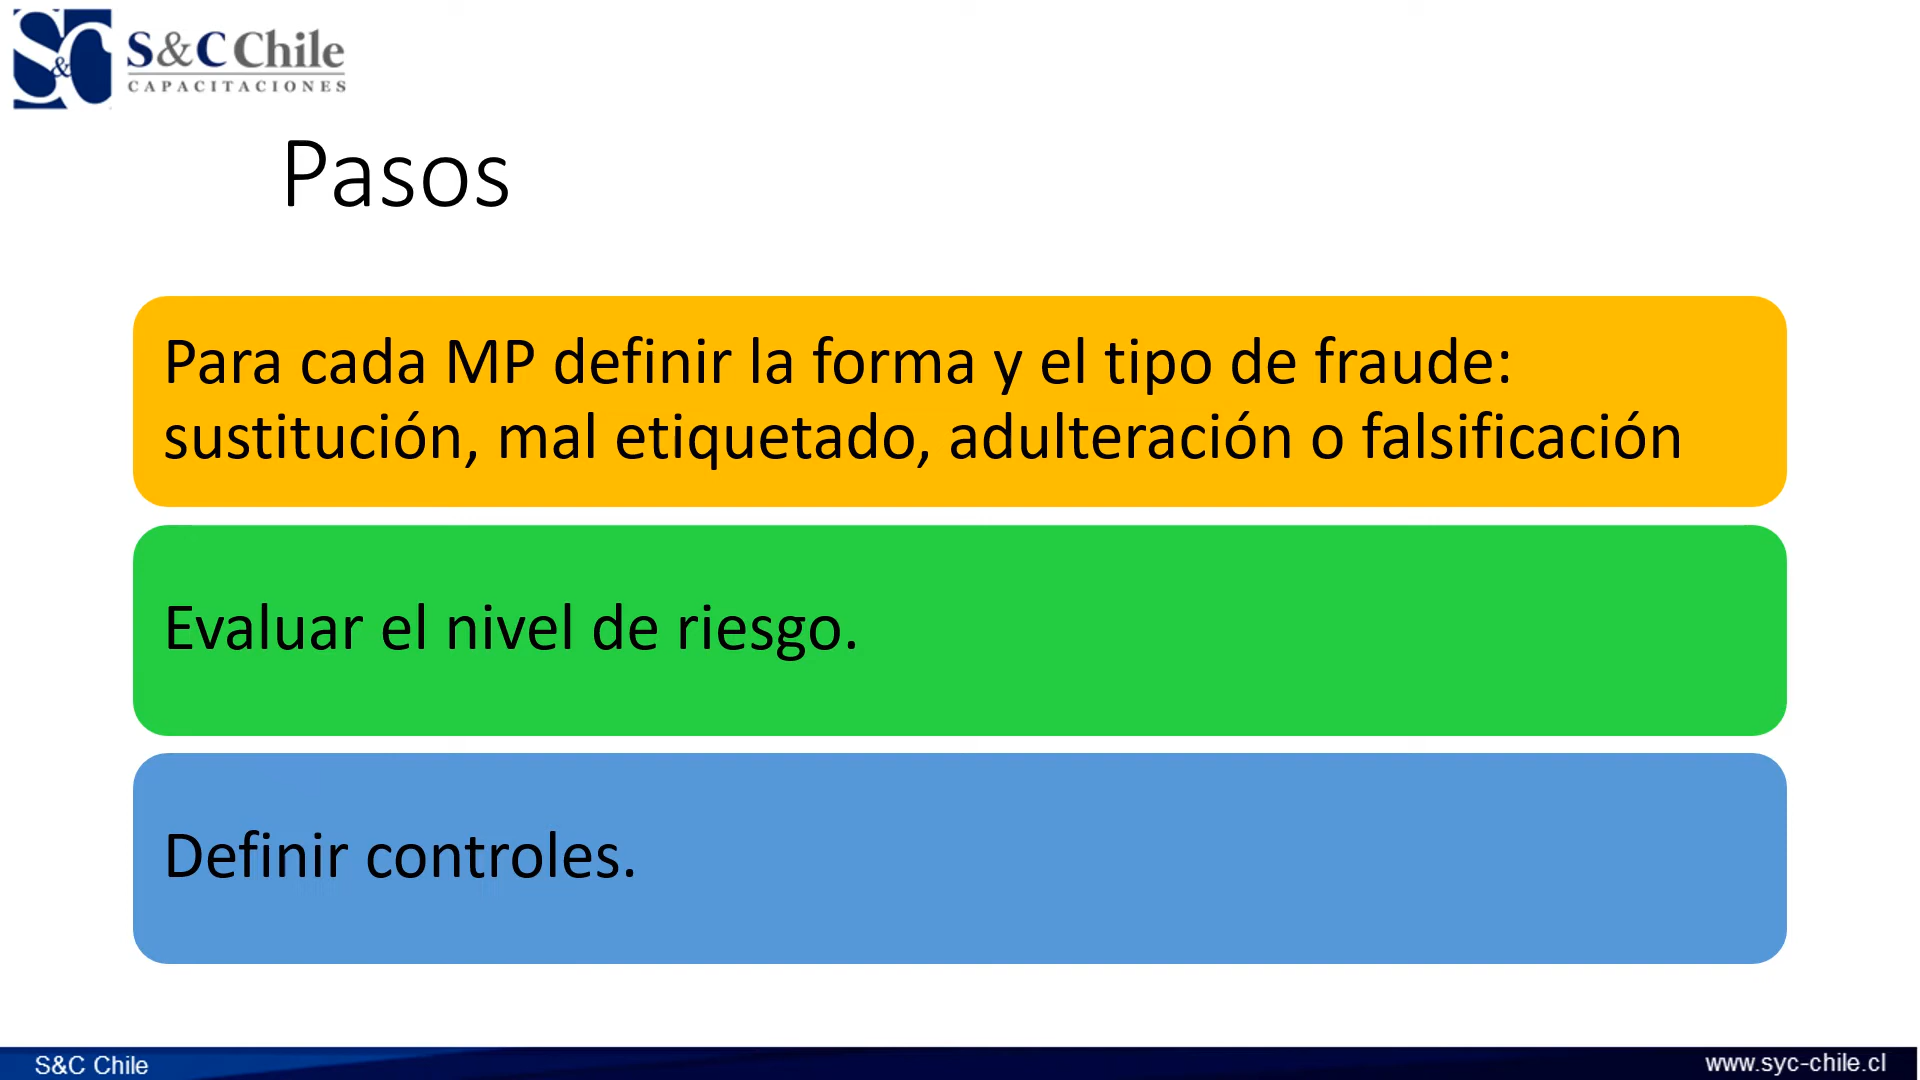 S&C
S&C Chile
CAPACITACIONES
Pasos
Para cada MP definir la forma y el tipo de fraude:
sustitución, mal etiquetado, adulteración o falsificación
Evaluar el nivel de riesgo.
Definir controles.
S&C Chile
www.syc-chile.cl